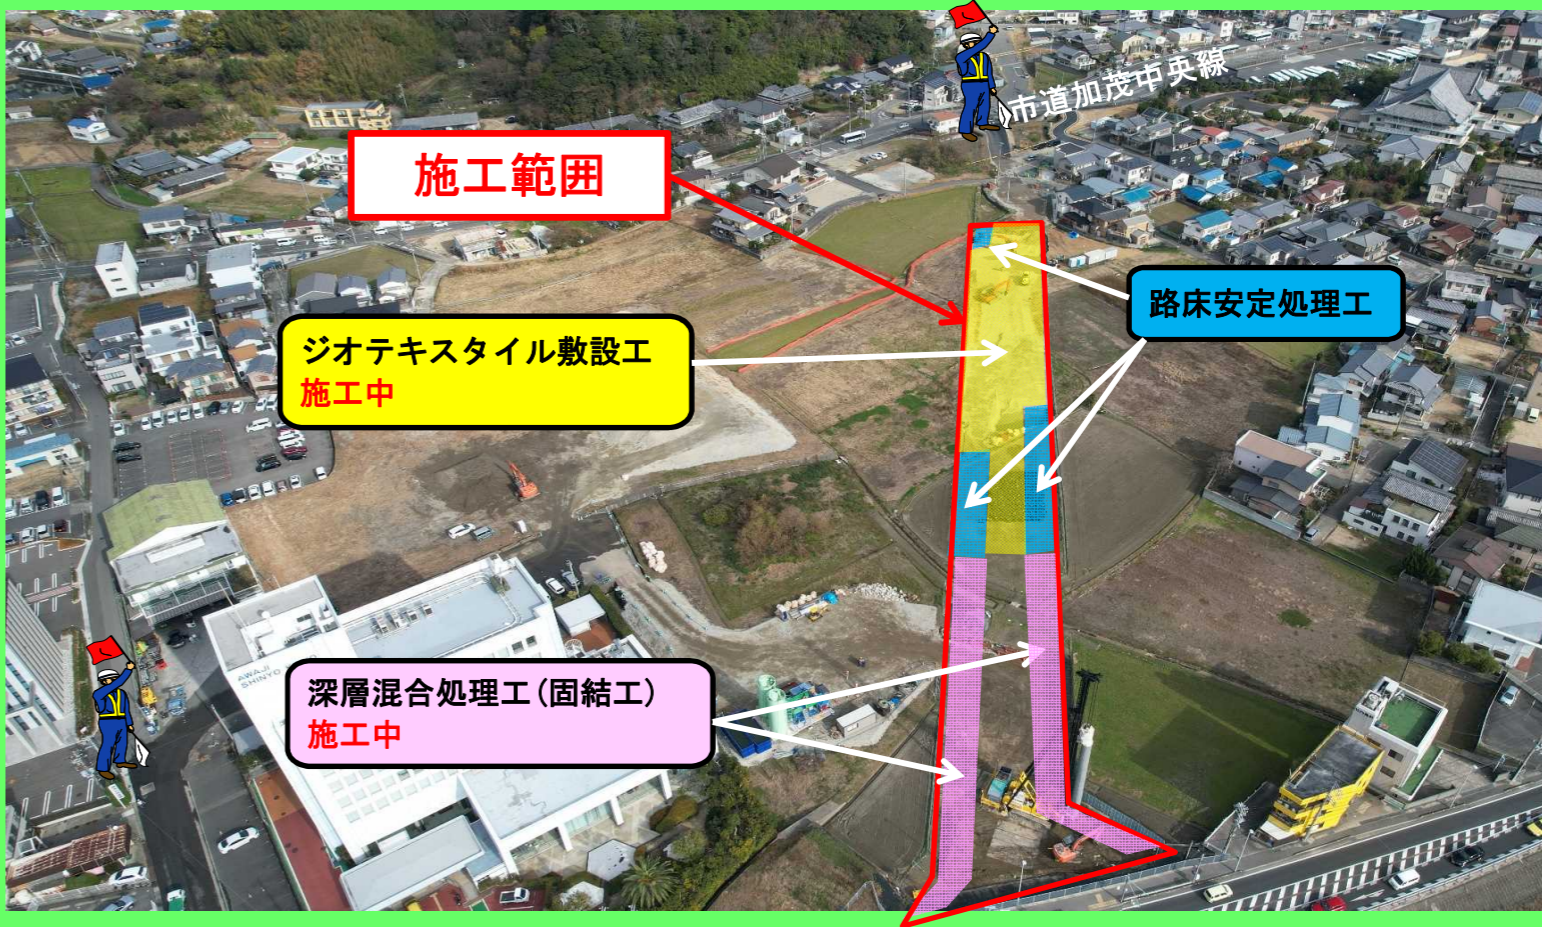 市道加茂中央線
施工範囲
路床安定処理工
ジオテキスタイル敷設工
施工中
深層混合処理工(固結工)
施工中
AWAJI
SHINYO